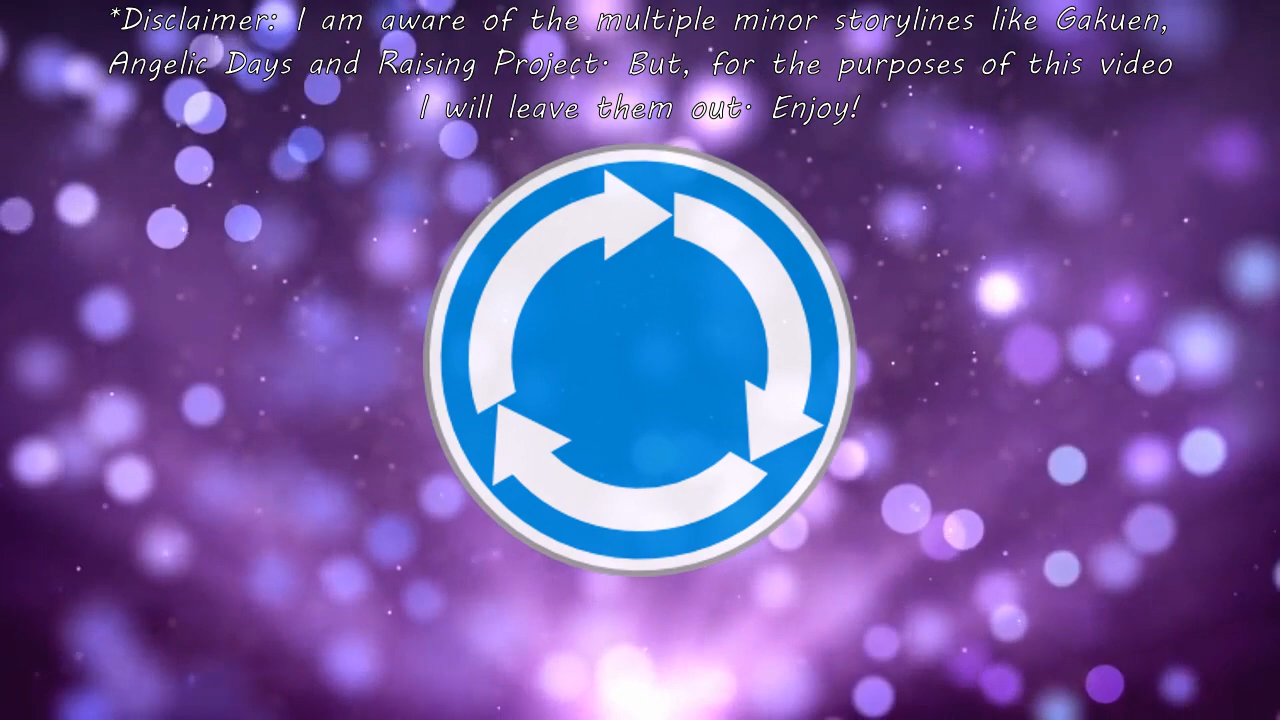 *Disclaimer: I am aware of the multiple minor storylines like Gakuen,
Angelic Days and Raising Project. But, for the purposes of this video
I will leave them out. Enjoy!